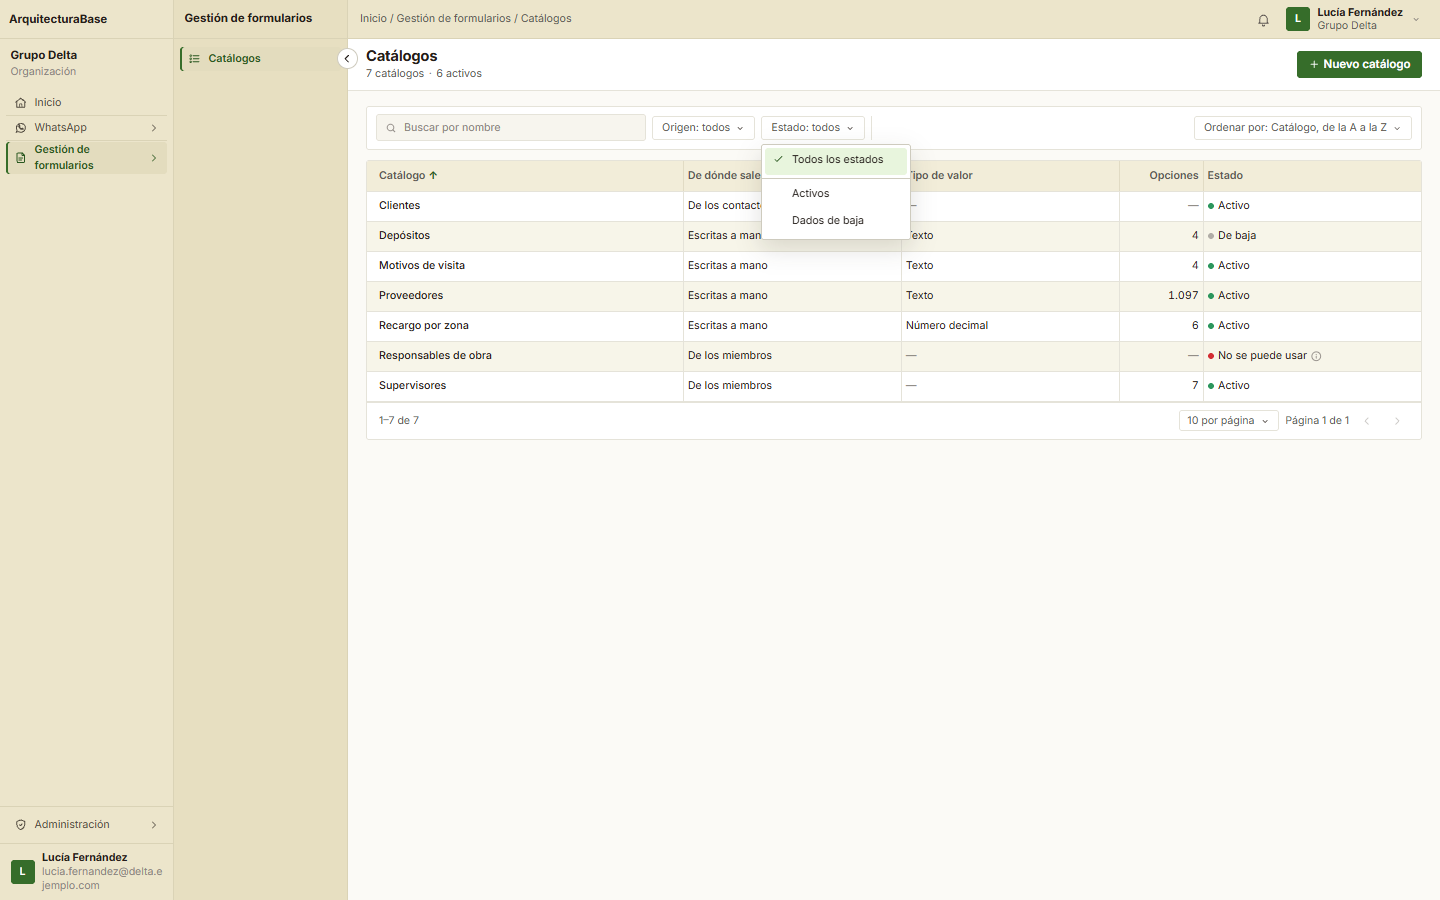 ArquitecturaBase
Grupo Delta
Organización
Inicio
WhatsApp
Gestión de
formularios
Administración
L
Lucía Fernández
lucia.fernandez@delta.e
jemplo.com
Gestión de formularios
Catálogos
Inicio / Gestión de formularios / Catálogos
L
Lucía Fernández
Grupo Delta
Catálogos
7 catálogos · 6 activos
+ Nuevo catálogo
Buscar por nombre
Origen: todos
Estado: todos
Ordenar por: Catálogo, de la A a la Z
Todos los estados
Activos
Dados de baja
Catálogo ↑ De dónde sale Tipo de valor Opciones Estado
Clientes De los contact — — Activo
Depósitos Escritas a man Texto 4 De baja
Motivos de visita Escritas a mano Texto 4 Activo
Proveedores Escritas a mano Texto 1.097 Activo
Recargo por zona Escritas a mano Número decimal 6 Activo
Responsables de obra De los miembros — — No se puede usar
Supervisores De los miembros — 7 Activo
1–7 de 7
10 por página
Página 1 de 1